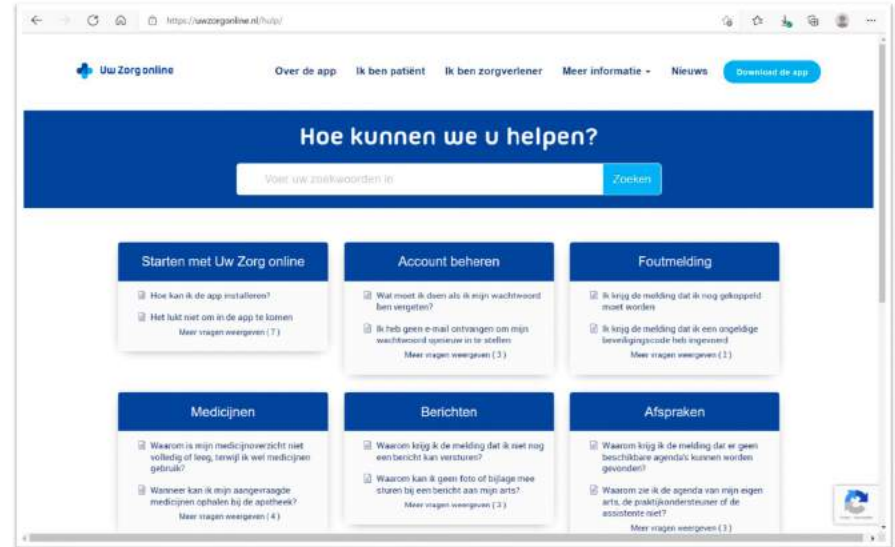 https://uwzorgonline.nl/hulp/
Uw Zorg online
Over de app
Ik ben patiënt
Ik ben zorgverlener
Meer informatie
Nieuws
Download de app
Hoe kunnen we u helpen?
Voer uw zoekwoorden in
Zoeken
Starten met Uw Zorg online
Hoe kan ik de app installeren?
Het lukt niet om in de app te komen
Meer vragen weergeven ( 7 )
Account beheren
Wat moet ik doen als ik mijn wachtwoord
ben vergeten?
Ik heb geen e-mail ontvangen om mijn
wachtwoord opnieuw in te stellen
Meer vragen weergeven ( 3 )
Foutmelding
Ik krijg de melding dat ik nog gekoppeld
moet worden
Ik krijg de melding dat ik een ongeldige
beveiligingscode heb ingevoerd
Meer vragen weergeven
Medicijnen
Waarom is mijn medicijnoverzicht niet
volledig of leeg, terwijl ik wel medicijnen
gebruik?
Wanneer kan ik mijn aangevraagde
medicijnen ophalen bij de apotheek?
Meer vragen weergeven ( 4 )
Berichten
Waarom krijg ik de melding dat ik niet nog
een bericht kan versturen?
Waarom kan ik geen foto of bijlage mee
sturen bij een bericht aan mijn arts?
Meer vragen weergeven ( 3 )
Afspraken
Waarom krijg ik de melding dat er geen
beschikbare agenda's kunnen worden
gevonden?
Waarom zie ik de agenda van mijn eigen
arts, de praktijkondersteuner of de
assistente niet?
Meer vragen weergeven ( 3 )